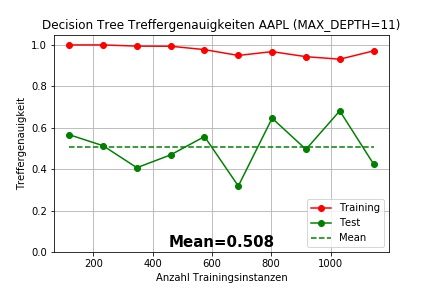 Decision Tree Treffergenauigkeiten AAPL (MAX_DEPTH=11)
1.0
0.8
0.6
0.4
0.2
0.0
Treffergenauigkeit
Training
Test
Mean
Mean=0.508
200 400 600 800 1000
Anzahl Trainingsinstanzen